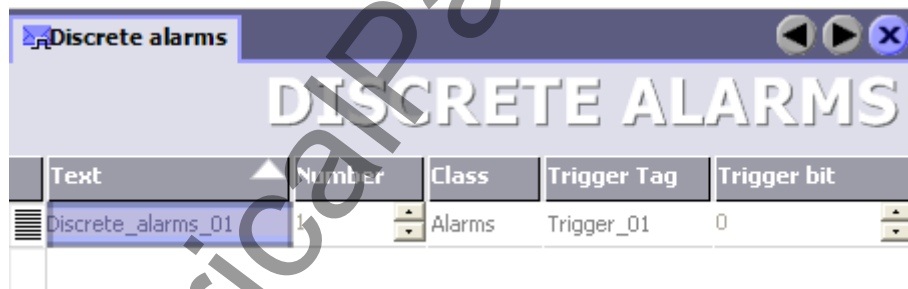 Discrete alarms
DISCRETE ALARMS
Text Number Class Trigger Tag Trigger bit
Discrete_alarms_01 1 Alarms Trigger_01 0